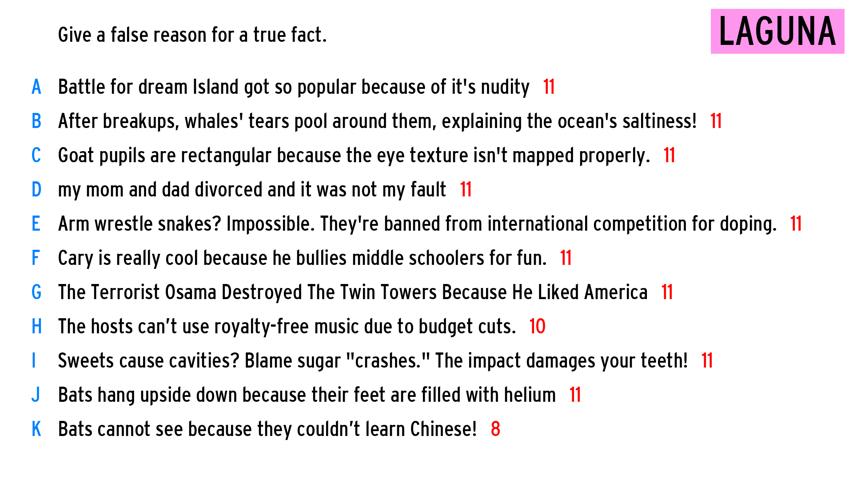 Give a false reason for a true fact.
LAGUNA
A Battle for dream Island got so popular because of it's nudity 11
B After breakups, whales' tears pool around them, explaining the ocean's saltiness! 11
C Goat pupils are rectangular because the eye texture isn't mapped properly. 11
D my mom and dad divorced and it was not my fault 11
E Arm wrestle snakes? Impossible. They're banned from international competition for doping. 11
F Cary is really cool because he bullies middle schoolers for fun. 11
G The Terrorist Osama Destroyed The Twin Towers Because He Liked America 11
H The hosts can’t use royalty-free music due to budget cuts. 10
I Sweets cause cavities? Blame sugar "crashes." The impact damages your teeth! 11
J Bats hang upside down because their feet are filled with helium 11
K Bats cannot see because they couldn’t learn Chinese! 8